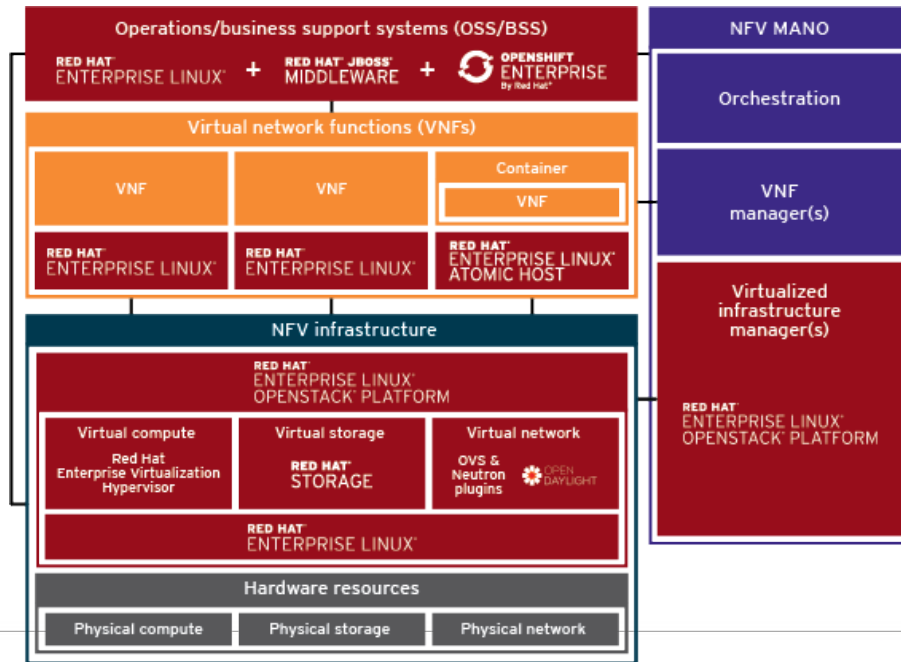 Operations/business support systems (OSS/BSS)
RED HAT
ENTERPRISE LINUX
+
RED HAT JBOSS
MIDDLEWARE
+
OPENSHIFT
ENTERPRISE
By Red Hat
Virtual network functions (VNFs)
VNF
VNF
Container
VNF
RED HAT
ENTERPRISE LINUX
RED HAT
ENTERPRISE LINUX
RED HAT
ENTERPRISE LINUX
ATOMIC HOST
NFV infrastructure
RED HAT
ENTERPRISE LINUX
OPENSTACK PLATFORM
Virtual compute
Red Hat
Enterprise Virtualization
Hypervisor
Virtual storage
RED HAT
STORAGE
Virtual network
OVS &
Neutron
plugins
OPEN
DAYLIGHT
RED HAT
ENTERPRISE LINUX
Hardware resources
Physical compute
Physical storage
Physical network
NFV MANO
Orchestration
VNF
manager(s)
Virtualized
infrastructure
manager(s)
RED HAT
ENTERPRISE LINUX
OPENSTACK PLATFORM